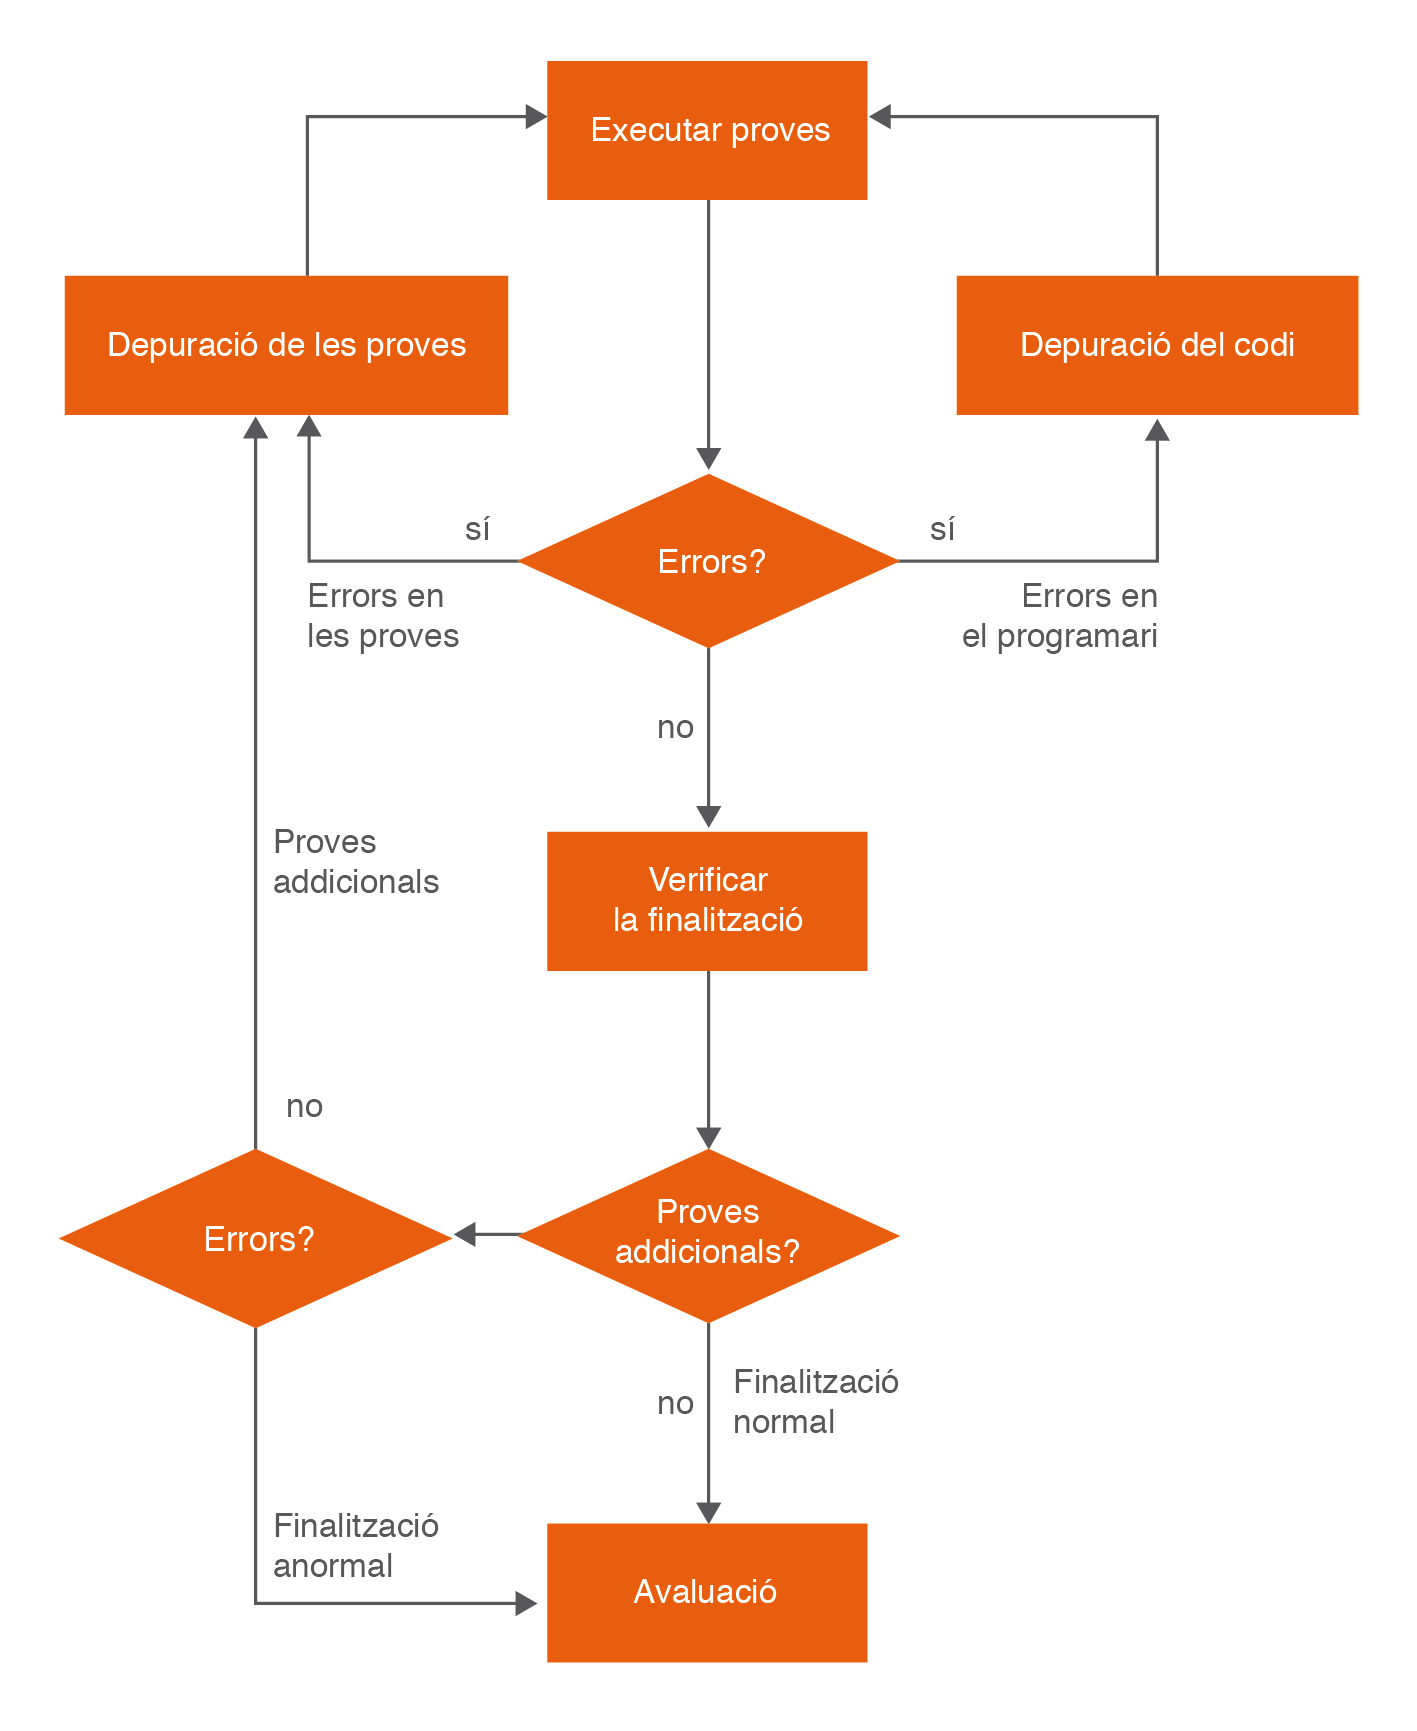 Executar proves
Depuració de les proves
Depuració del codi
sí
sí
Errors?
Errors en
les proves
Errors en
el programari
no
Proves
addicionals
Verificar
la finalització
no
Errors?
Proves
addicionals?
no
Finalització
normal
Finalització
anormal
Avaluació